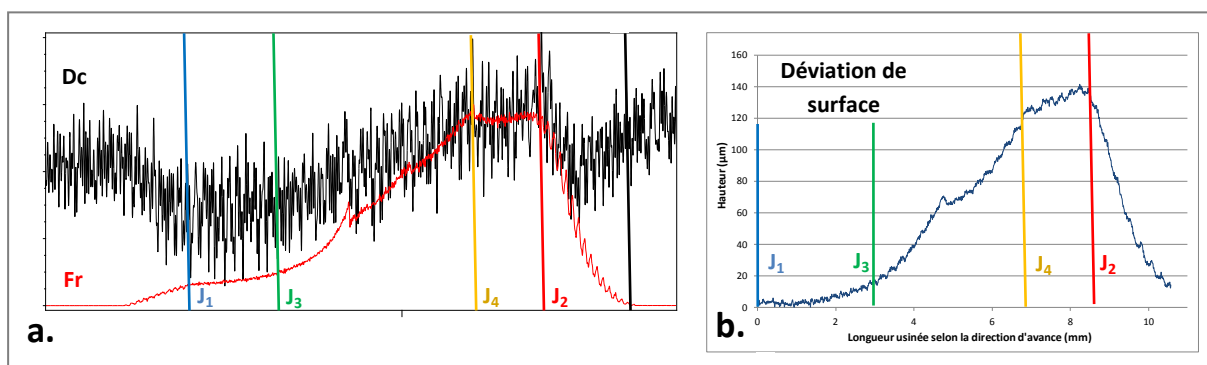 Dc
Fr
J1
J3
J4
J2
a.
Déviation de
surface
Hauteur (µm)
160
140
120
100
80
60
40
20
0
J1
J3
J4
J2
0
2
4
6
8
10
Longueur usinée selon la direction d'avance (mm)
b.